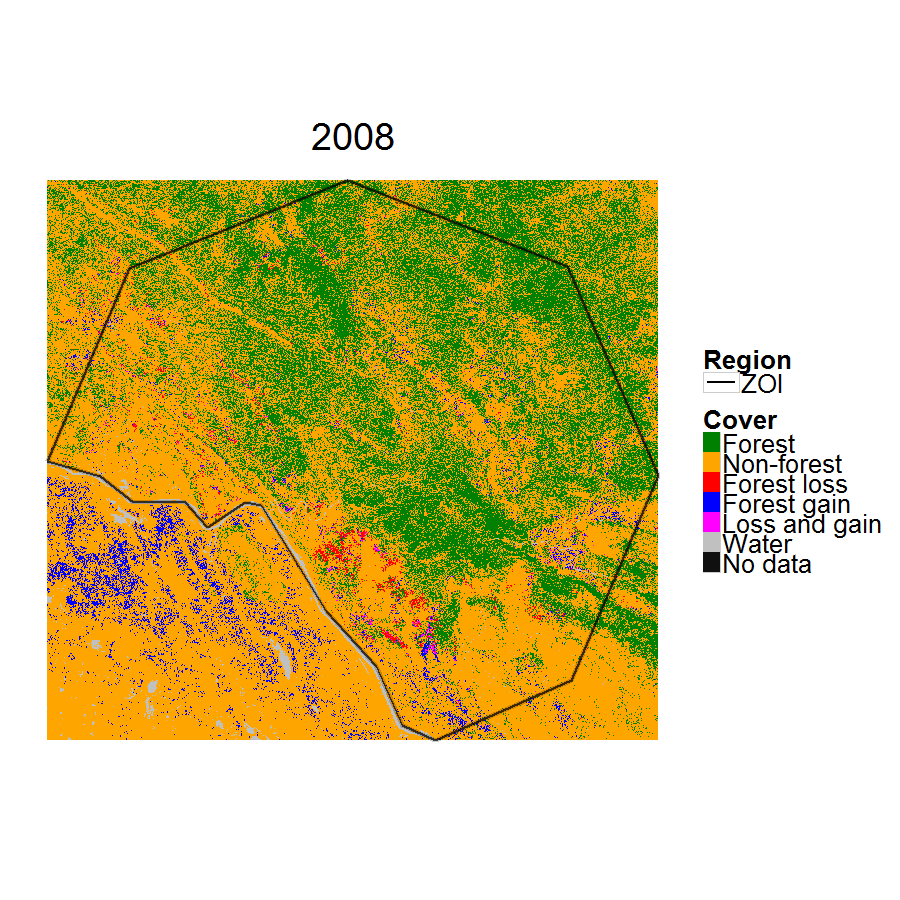 2008
Region
ZOI
Cover
Forest
Non-forest
Forest loss
Forest gain
Loss and gain
Water
No data